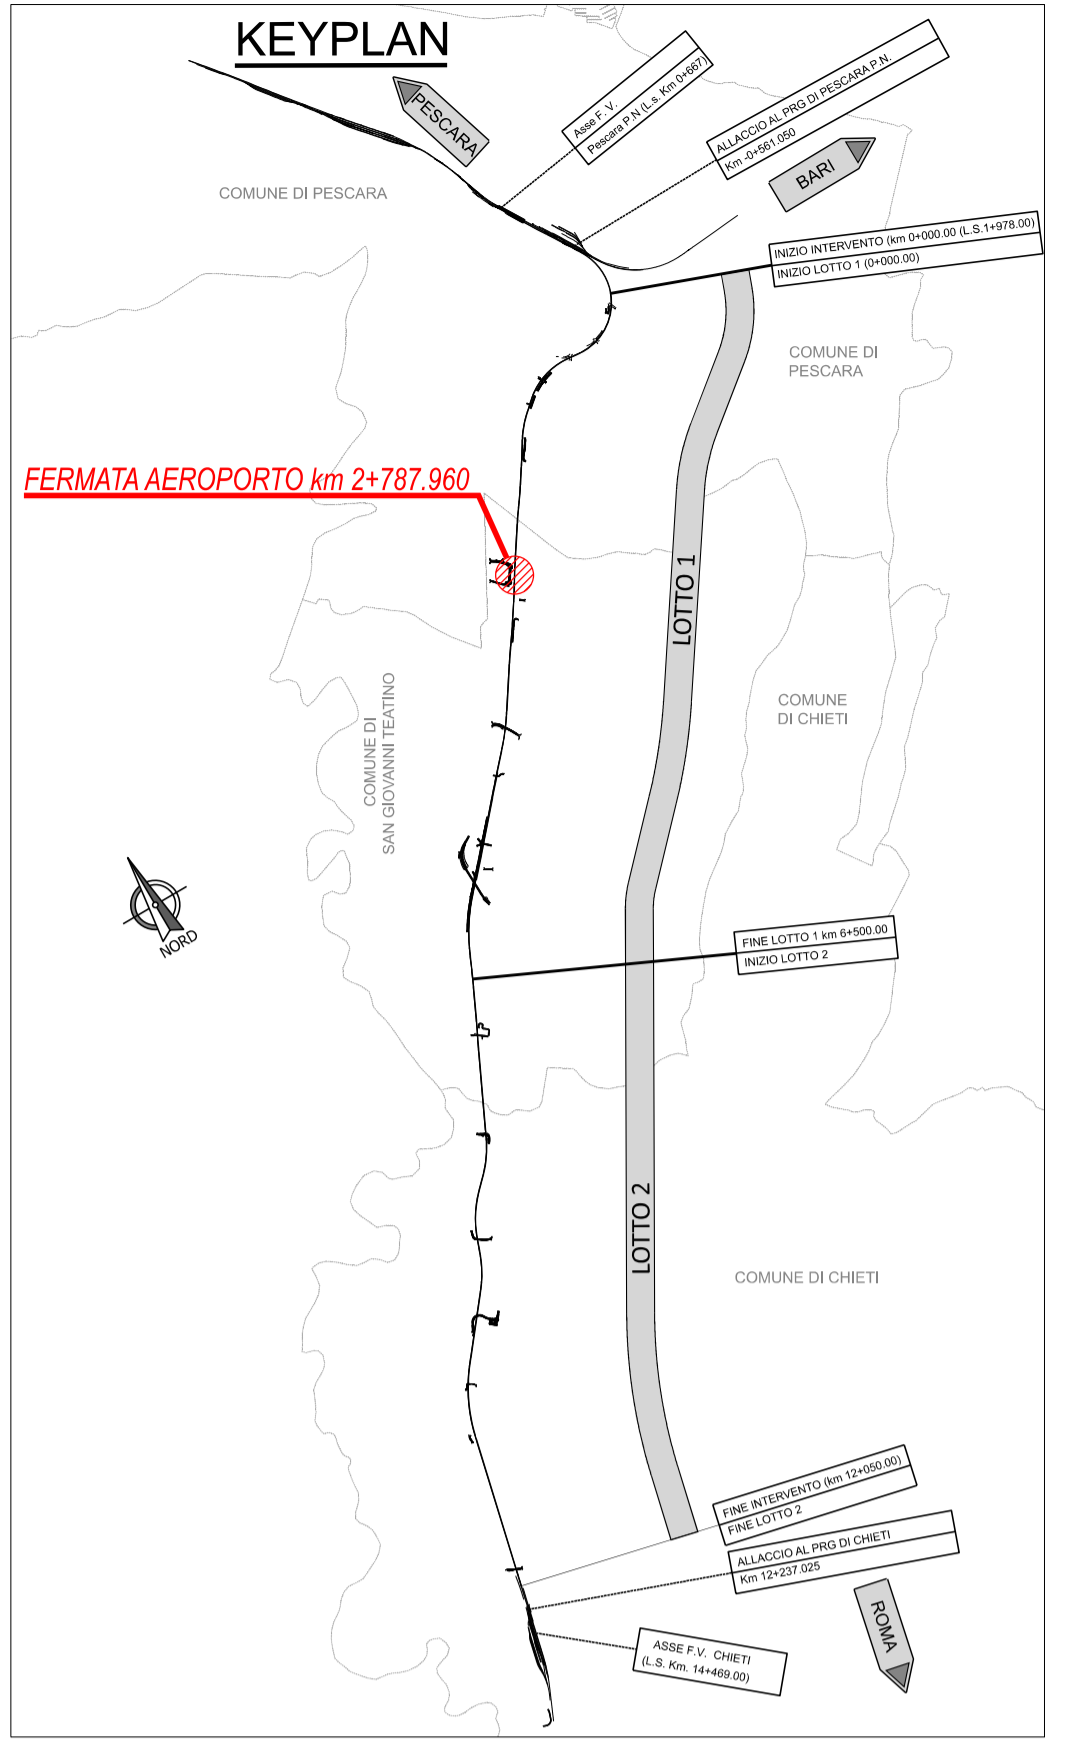 KEYPLAN
PESCARA
Asse F. V.
Pescara P.N (L.s. Km 0+667)
ALLACCIO AL PRG DI PESCARA P.N.
Km -0+561.050
BARI
COMUNE DI PESCARA
INIZIO INTERVENTO (km 0+000.00 (L.S.1+978.00)
INIZIO LOTTO 1 (0+000.00)
COMUNE DI
PESCARA
FERMATA AEROPORTO km 2+787.960
LOTTO 1
COMUNE DI
SAN GIOVANNI TEATINO
COMUNE
DI CHIETI
NORD
FINE LOTTO 1 km 6+500.00
INIZIO LOTTO 2
LOTTO 2
COMUNE DI CHIETI
FINE INTERVENTO (km 12+050.00)
FINE LOTTO 2
ALLACCIO AL PRG DI CHIETI
Km 12+237.025
ROMA
ASSE F.V. CHIETI
(L.S. Km. 14+469.00)